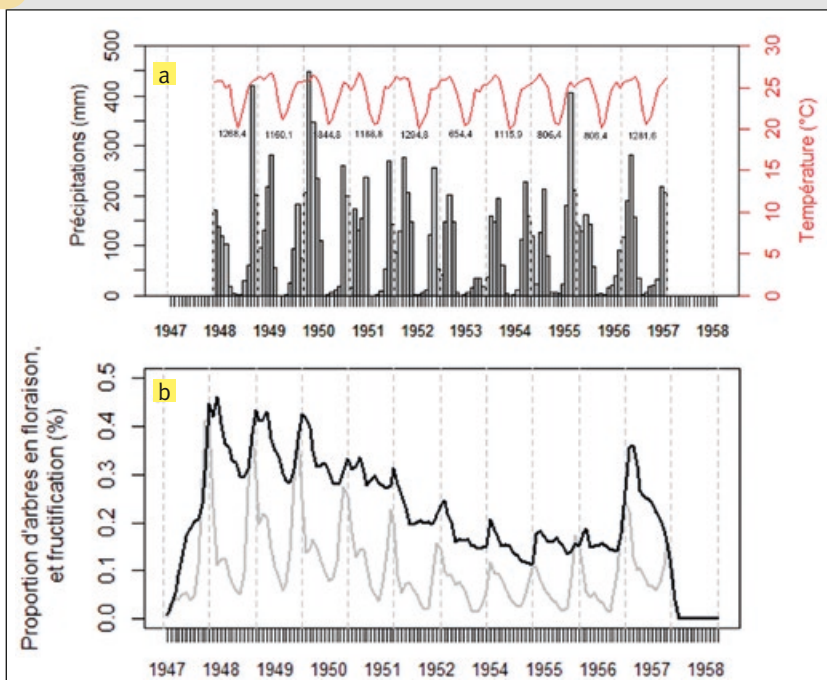 a
Précipitations (mm)
500
400
300
200
100
0
30
25
20
15
10
5
0
Température (°C)
1268,4 1160,1 1844,8 1188,8 1294,8 654,4 1115,9 806,4 806,4 1281,6
1947 1948 1949 1950 1951 1952 1953 1954 1955 1956 1957 1958
b
Proportion d'arbres en floraison,
et fructification (%)
0.5
0.4
0.3
0.2
0.1
0.0
1947 1948 1949 1950 1951 1952 1954 1955 1956 1957 1958